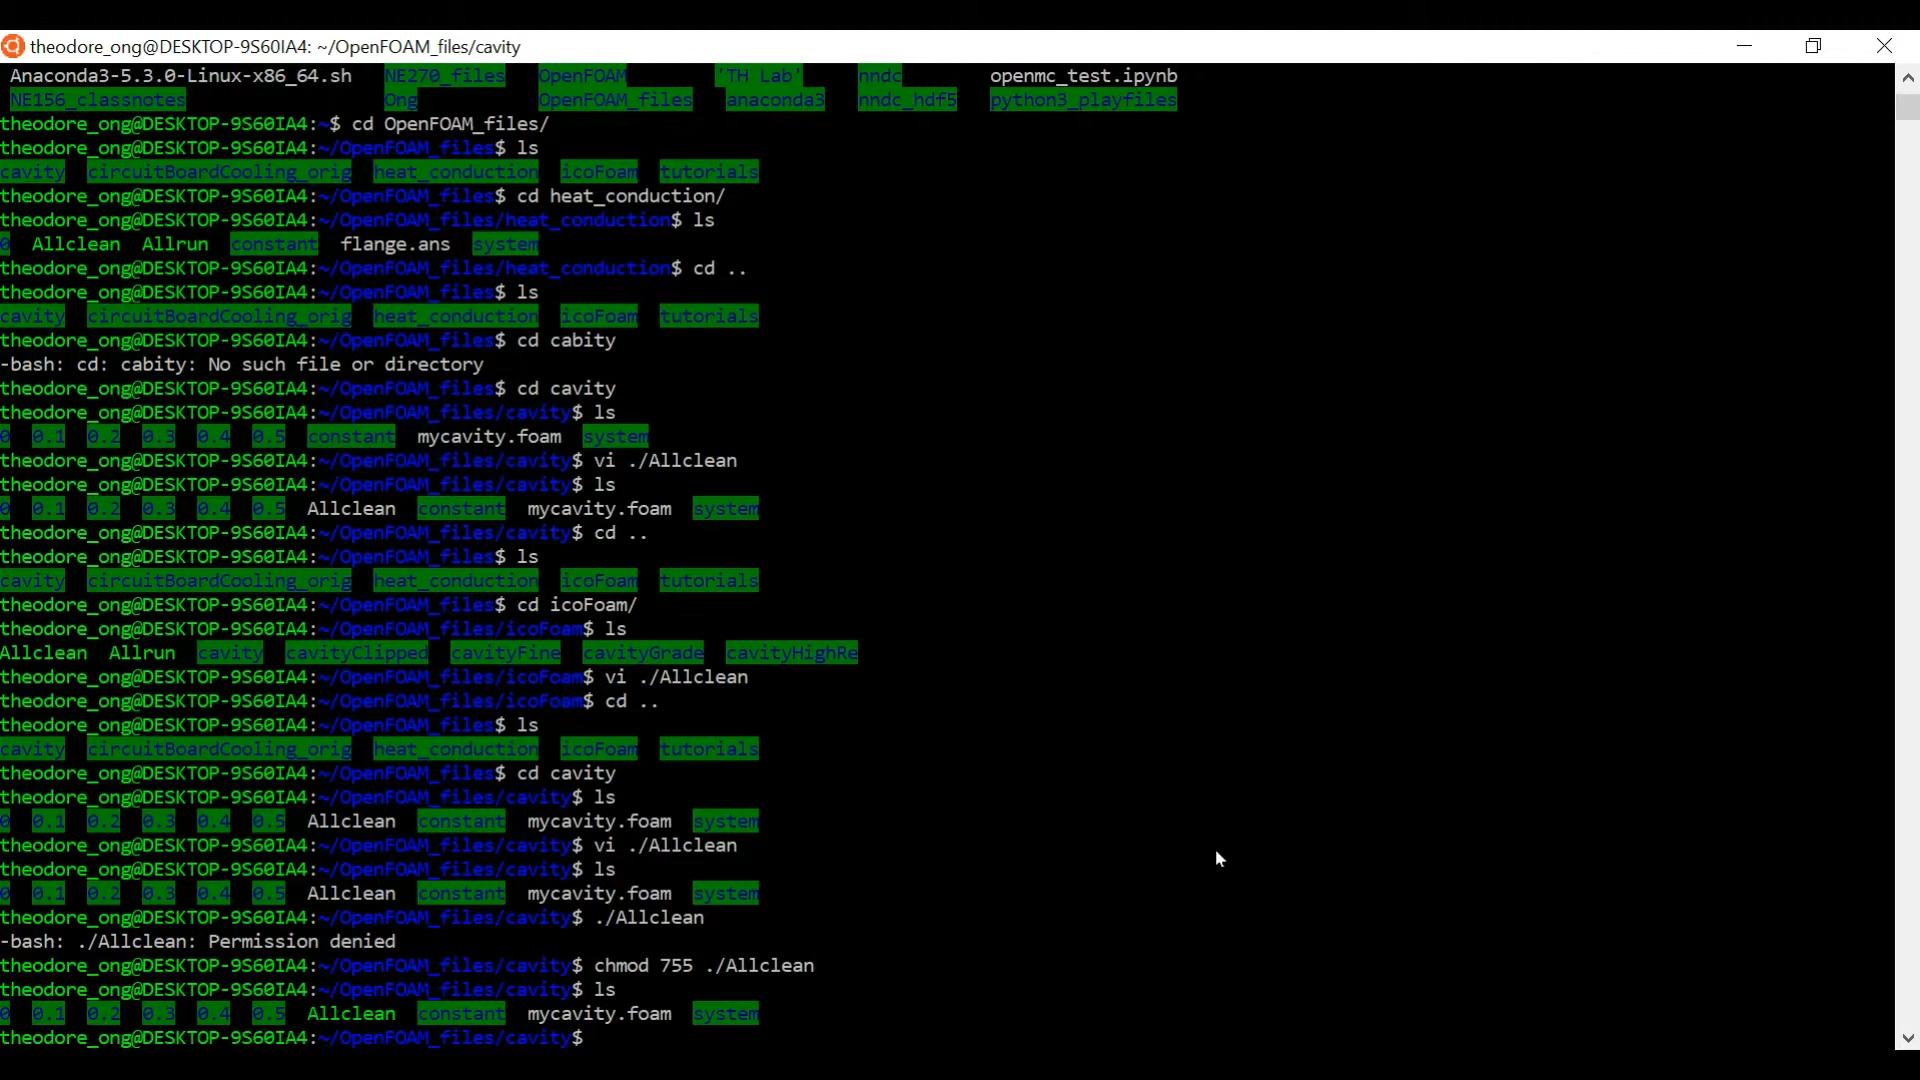 theodore_ong@DESKTOP-9S60IA4: ~/OpenFOAM_files/cavity
Anaconda3-5.3.0-Linux-x86_64.sh NE270_files OpenFOAM 'TH Lab' nndc openmc_test.ipynb
NE156_classnotes Ong OpenFOAM_files anaconda3 nndc_hdf5 python3_playfiles
theodore_ong@DESKTOP-9S60IA4:~$ cd OpenFOAM_files/
theodore_ong@DESKTOP-9S60IA4:~/OpenFOAM_files$ ls
cavity circuitBoardCooling_orig heat_conduction icoFoam tutorials
theodore_ong@DESKTOP-9S60IA4:~/OpenFOAM_files$ cd heat_conduction/
theodore_ong@DESKTOP-9S60IA4:~/OpenFOAM_files/heat_conduction$ ls
0 Allclean Allrun constant flange.ans system
theodore_ong@DESKTOP-9S60IA4:~/OpenFOAM_files/heat_conduction$ cd ..
theodore_ong@DESKTOP-9S60IA4:~/OpenFOAM_files$ ls
cavity circuitBoardCooling_orig heat_conduction icoFoam tutorials
theodore_ong@DESKTOP-9S60IA4:~/OpenFOAM_files$ cd cabity
-bash: cd: cabity: No such file or directory
theodore_ong@DESKTOP-9S60IA4:~/OpenFOAM_files$ cd cavity
theodore_ong@DESKTOP-9S60IA4:~/OpenFOAM_files/cavity$ ls
0 0.1 0.2 0.3 0.4 0.5 constant mycavity.foam system
theodore_ong@DESKTOP-9S60IA4:~/OpenFOAM_files/cavity$ vi ./Allclean
theodore_ong@DESKTOP-9S60IA4:~/OpenFOAM_files/cavity$ ls
0 0.1 0.2 0.3 0.4 0.5 Allclean constant mycavity.foam system
theodore_ong@DESKTOP-9S60IA4:~/OpenFOAM_files/cavity$ cd ..
theodore_ong@DESKTOP-9S60IA4:~/OpenFOAM_files$ ls
cavity circuitBoardCooling_orig heat_conduction icoFoam tutorials
theodore_ong@DESKTOP-9S60IA4:~/OpenFOAM_files$ cd icoFoam/
theodore_ong@DESKTOP-9S60IA4:~/OpenFOAM_files/icoFoam$ ls
Allclean Allrun cavity cavityClipped cavityFine cavityGrade cavityHighRe
theodore_ong@DESKTOP-9S60IA4:~/OpenFOAM_files/icoFoam$ vi ./Allclean
theodore_ong@DESKTOP-9S60IA4:~/OpenFOAM_files/icoFoam$ cd ..
theodore_ong@DESKTOP-9S60IA4:~/OpenFOAM_files$ ls
cavity circuitBoardCooling_orig heat_conduction icoFoam tutorials
theodore_ong@DESKTOP-9S60IA4:~/OpenFOAM_files$ cd cavity
theodore_ong@DESKTOP-9S60IA4:~/OpenFOAM_files/cavity$ ls
0 0.1 0.2 0.3 0.4 0.5 Allclean constant mycavity.foam system
theodore_ong@DESKTOP-9S60IA4:~/OpenFOAM_files/cavity$ vi ./Allclean
theodore_ong@DESKTOP-9S60IA4:~/OpenFOAM_files/cavity$ ls
0 0.1 0.2 0.3 0.4 0.5 Allclean constant mycavity.foam system
theodore_ong@DESKTOP-9S60IA4:~/OpenFOAM_files/cavity$ ./Allclean
-bash: ./Allclean: Permission denied
theodore_ong@DESKTOP-9S60IA4:~/OpenFOAM_files/cavity$ chmod 755 ./Allclean
theodore_ong@DESKTOP-9S60IA4:~/OpenFOAM_files/cavity$ ls
0 0.1 0.2 0.3 0.4 0.5 Allclean constant mycavity.foam system
theodore_ong@DESKTOP-9S60IA4:~/OpenFOAM_files/cavity$